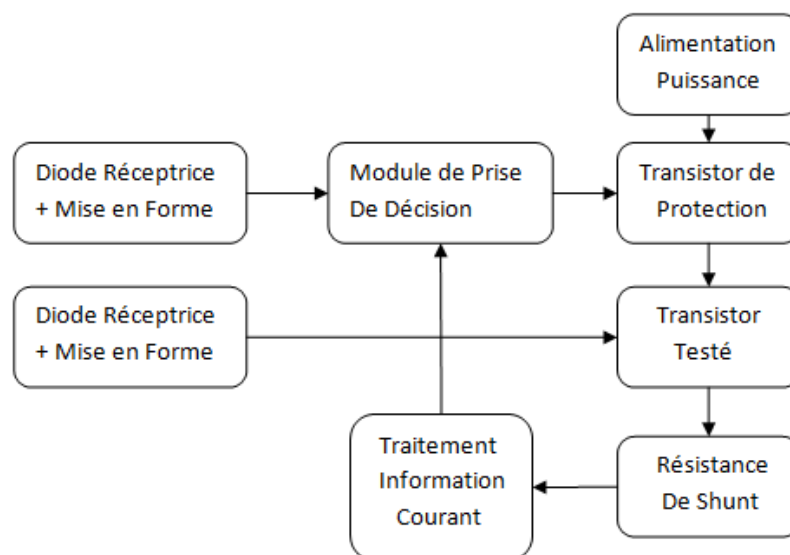 Alimentation
Puissance
Diode Réceptrice
+ Mise en Forme
Module de Prise
De Décision
Transistor de
Protection
Diode Réceptrice
+ Mise en Forme
Transistor
Testé
Traitement
Information
Courant
Résistance
De Shunt